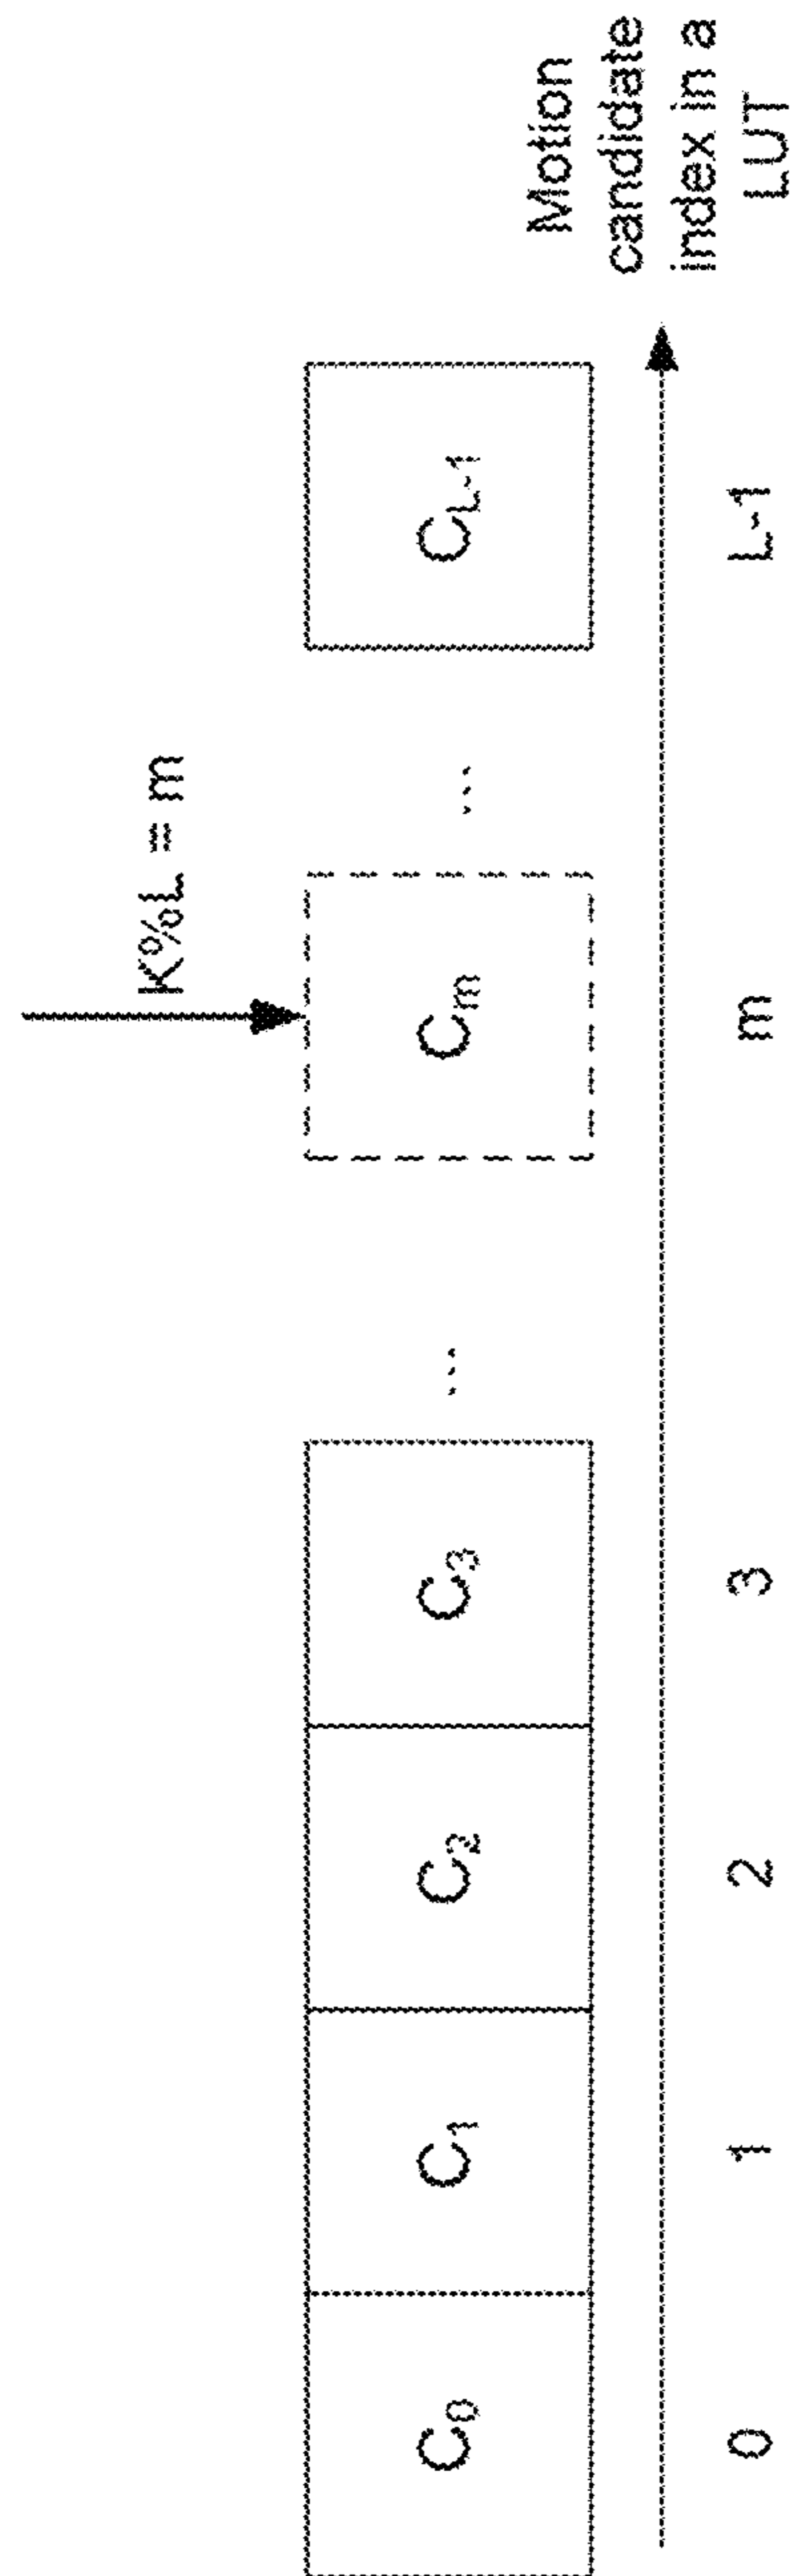 K%L = m
C0 C1 C2 C3 ... Cm ... CL-1
0 1 2 3 m L-1
Motion
candidate
index in a
LUT